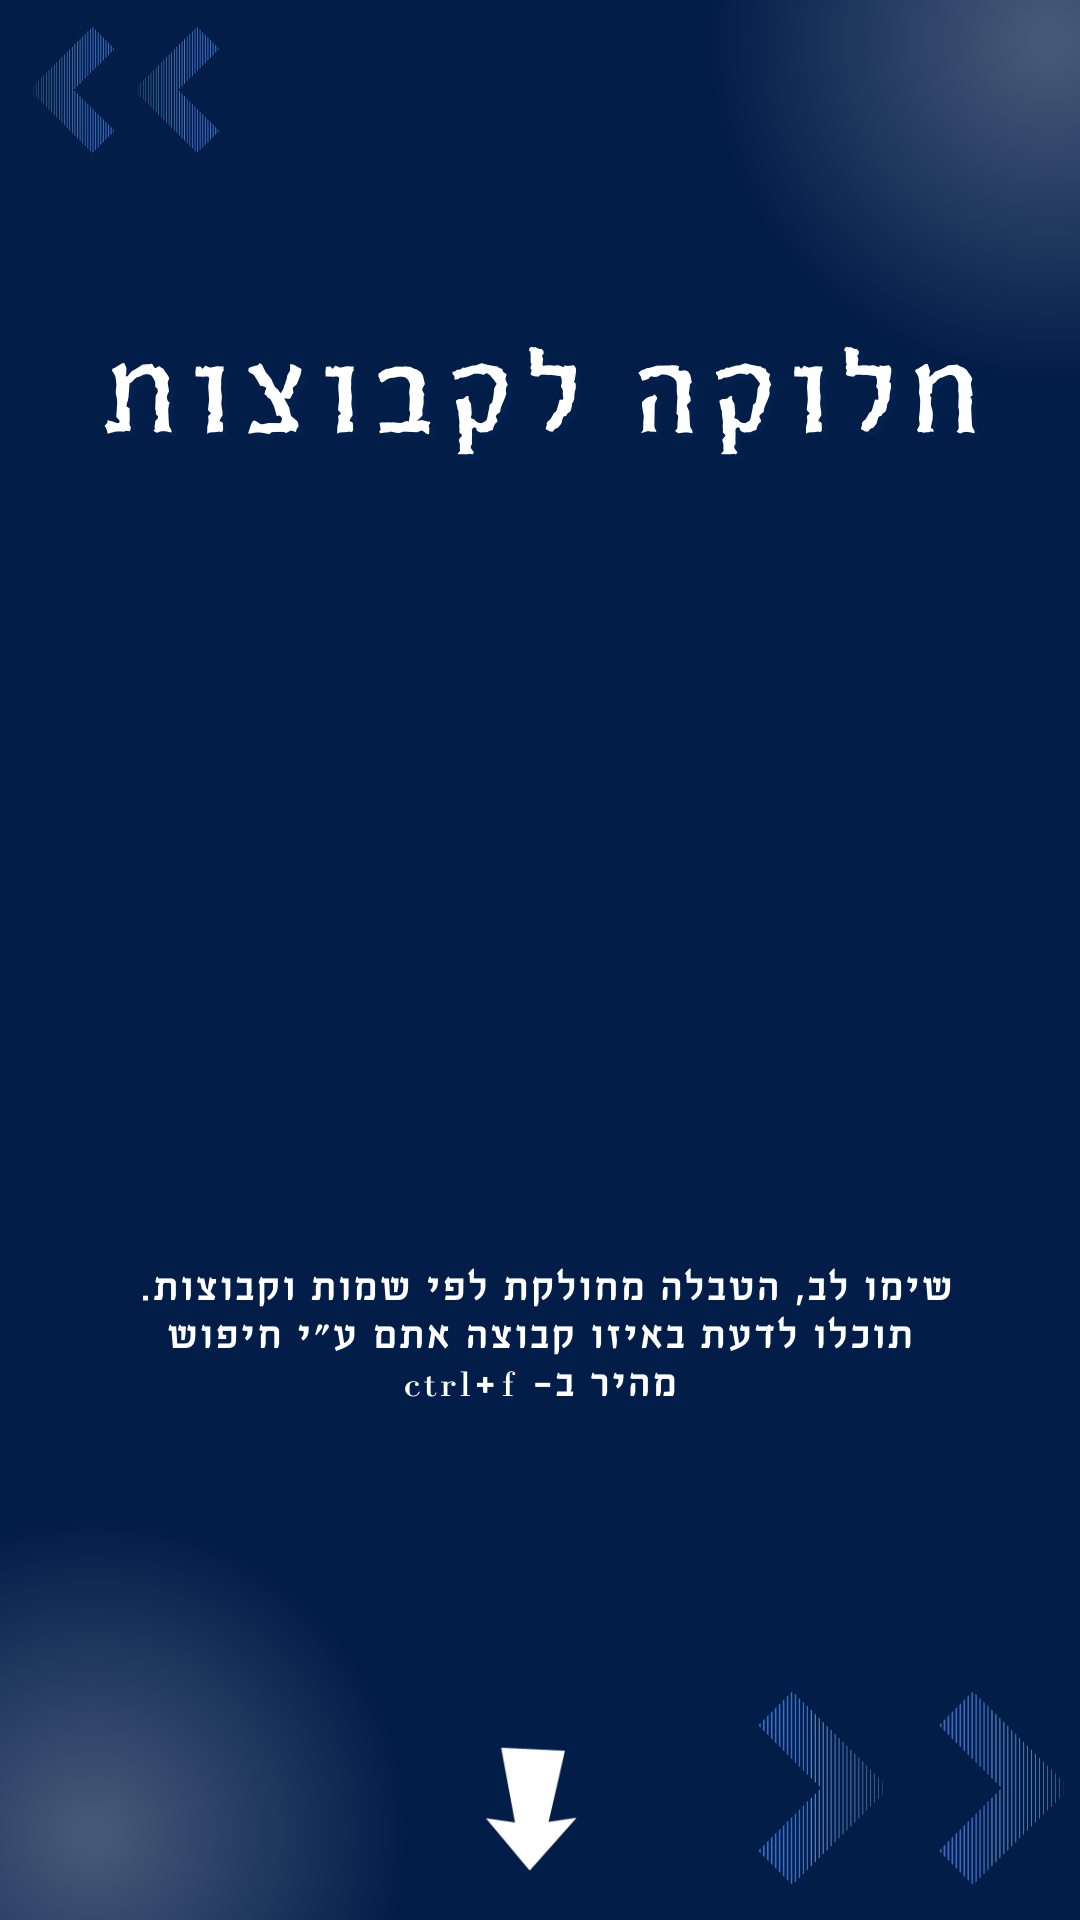 חלוקה לקבוצות
שימו לב, הטבלה מחולקת לפי שמות וקבוצות.
תוכלו לדעת באיזו קבוצה אתם ע"י חיפוש
מהיר ב- ctrl+f